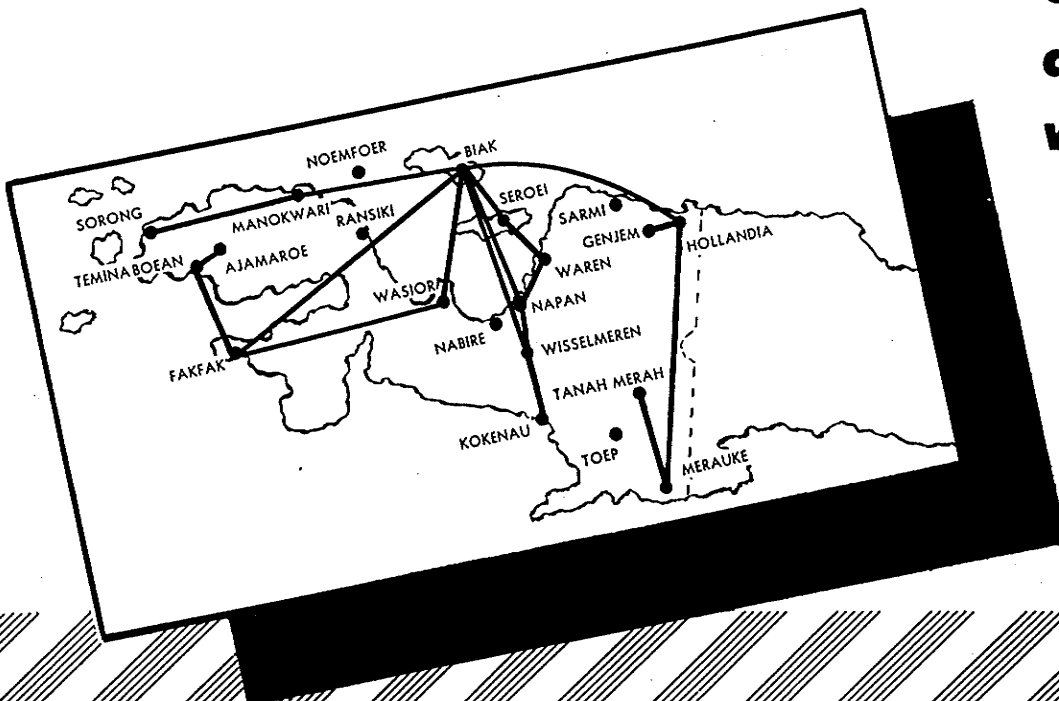 NOEMFOER
BIAK
SORONG
MANOKWARI
RANSIKI
SEROEI
SARMI
GENJEM
HOLLANDIA
TEMINABOEAN
AJAMAROE
WASIORI
WAREN
NAPAN
NABIRE
WISSELMEREN
FAKFAK
TANAH MERAH
KOKENAU
TOEP
MERAUKE